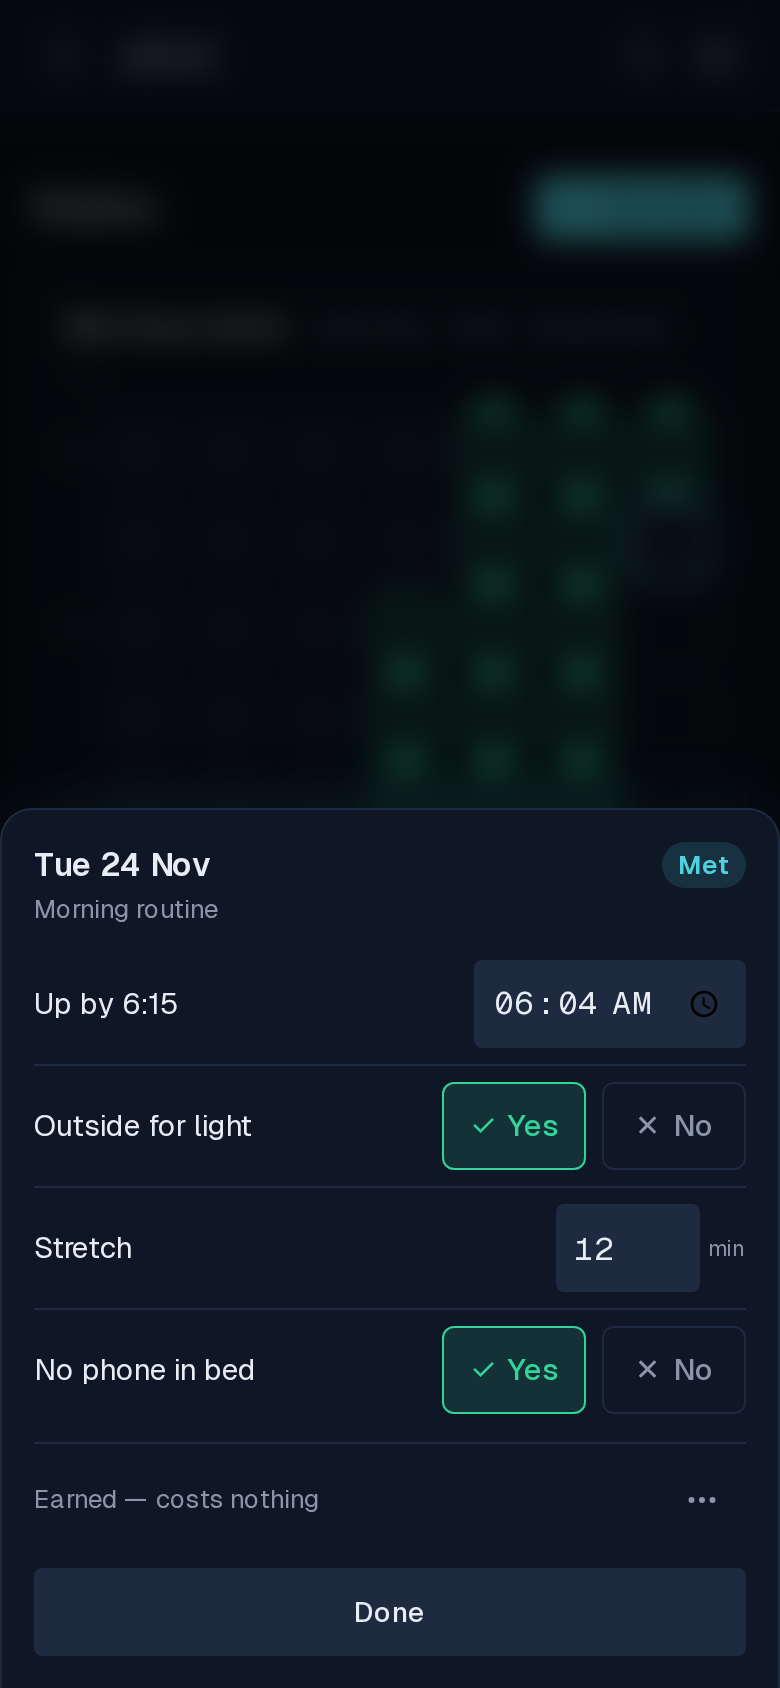 Tue 24 Nov
Met
Morning routine
Up by 6:15
06:04 AM
Outside for light
Yes
No
Stretch
12
min
No phone in bed
Yes
No
Earned — costs nothing
Done